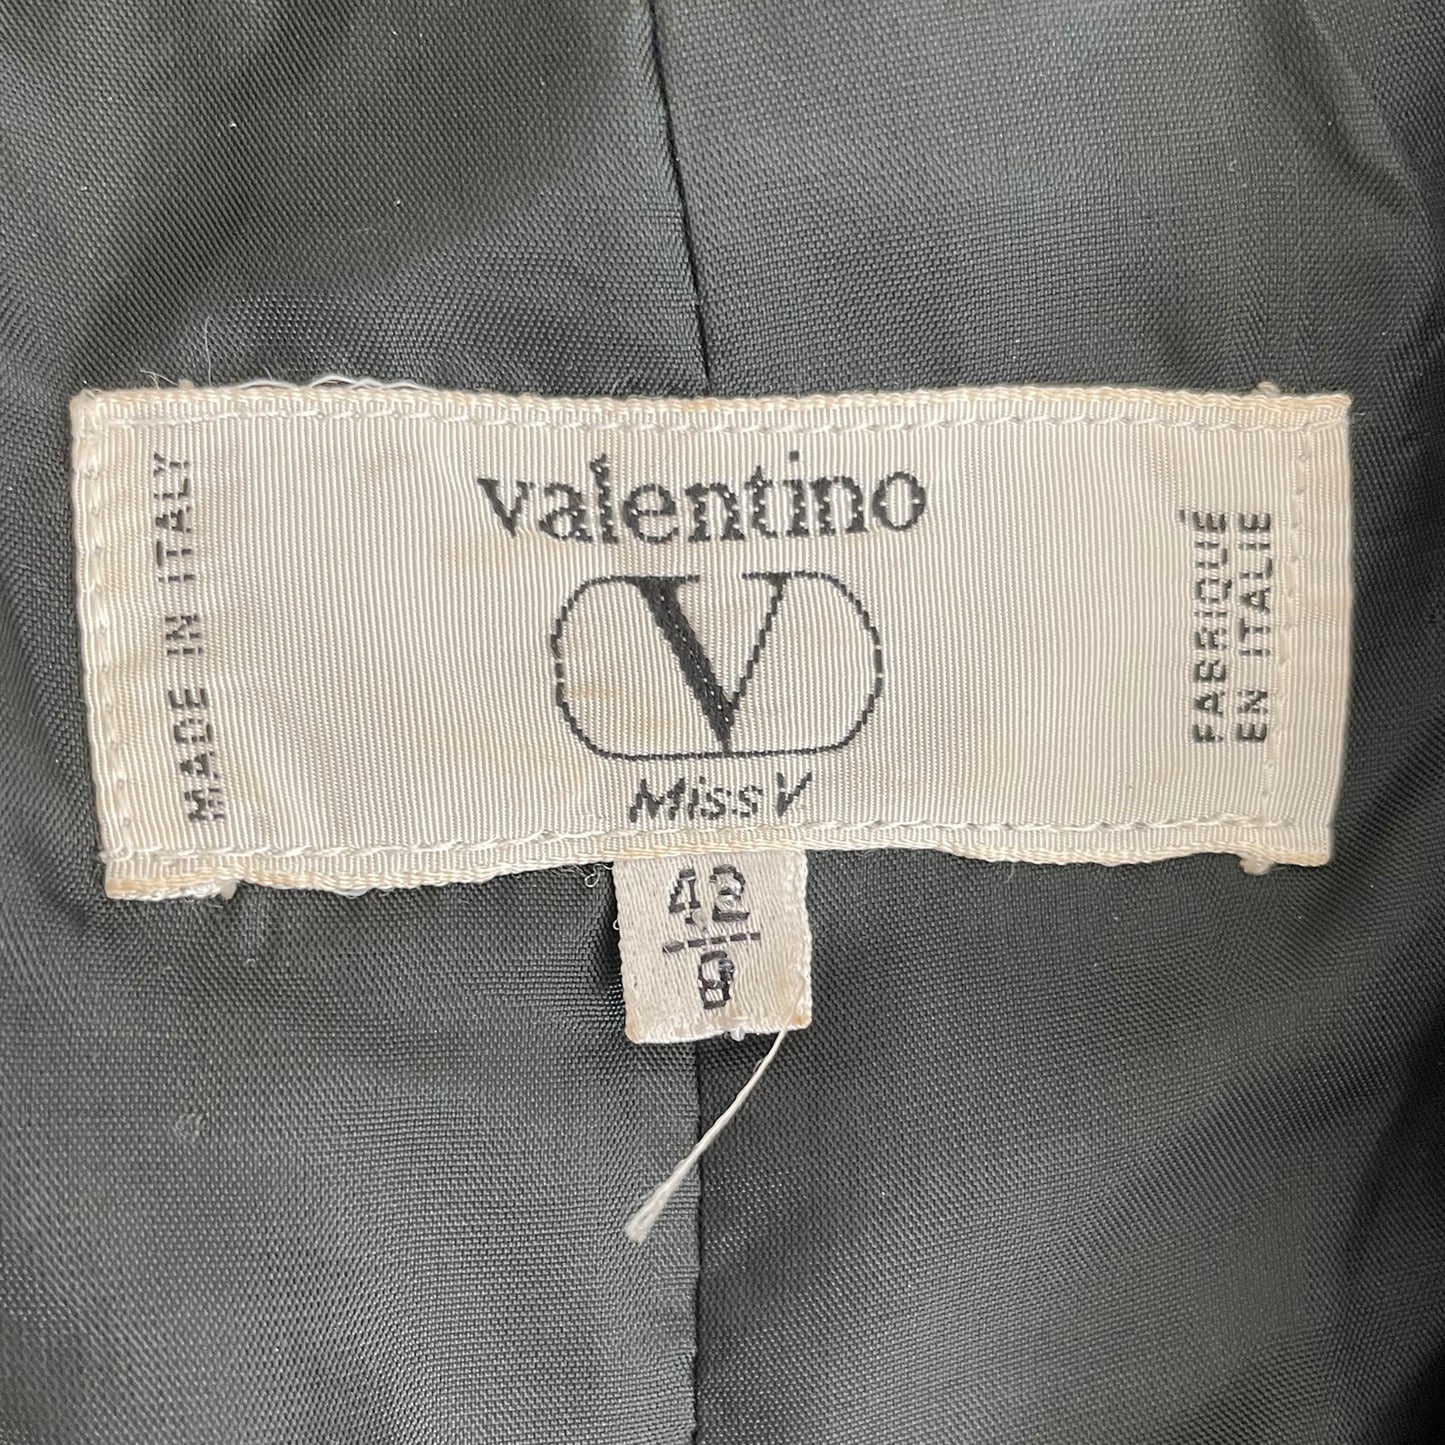 valentino
V
Miss V
MADE IN ITALY
FABRIQUÉ
EN ITALIE
42
8